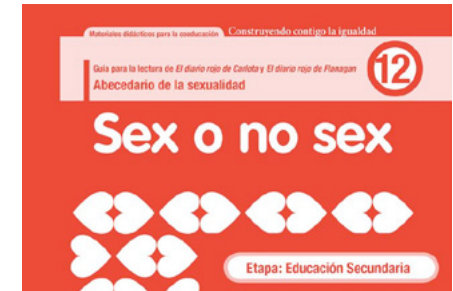 Materiales didácticos para la coeducación Construyendo contigo la igualdad
Guía para la lectura de El diario rojo de Carlota y El diario rojo de Flanagan
Abecedario de la sexualidad
12
Sex o no sex
Etapa: Educación Secundaria